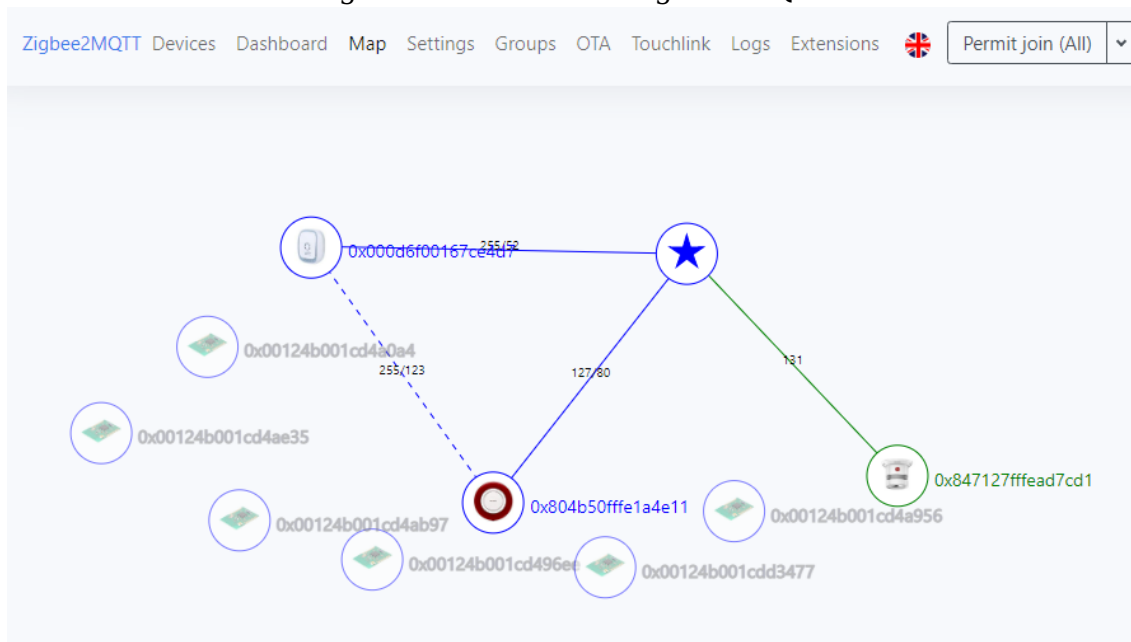 Zigbee2MQTT Devices Dashboard Map Settings Groups OTA Touchlink Logs Extensions Permit join (All)
0x000d6f00167ce4d7
255/52
0x00124b001cd4a0a4
255/123
127/80
131
0x00124b001cd4ae35
0x847127fffead7cd1
0x804b50fffe1a4e11
0x00124b001cd4a956
0x00124b001cd4ab97
0x00124b001cd496ee
0x00124b001cdd3477